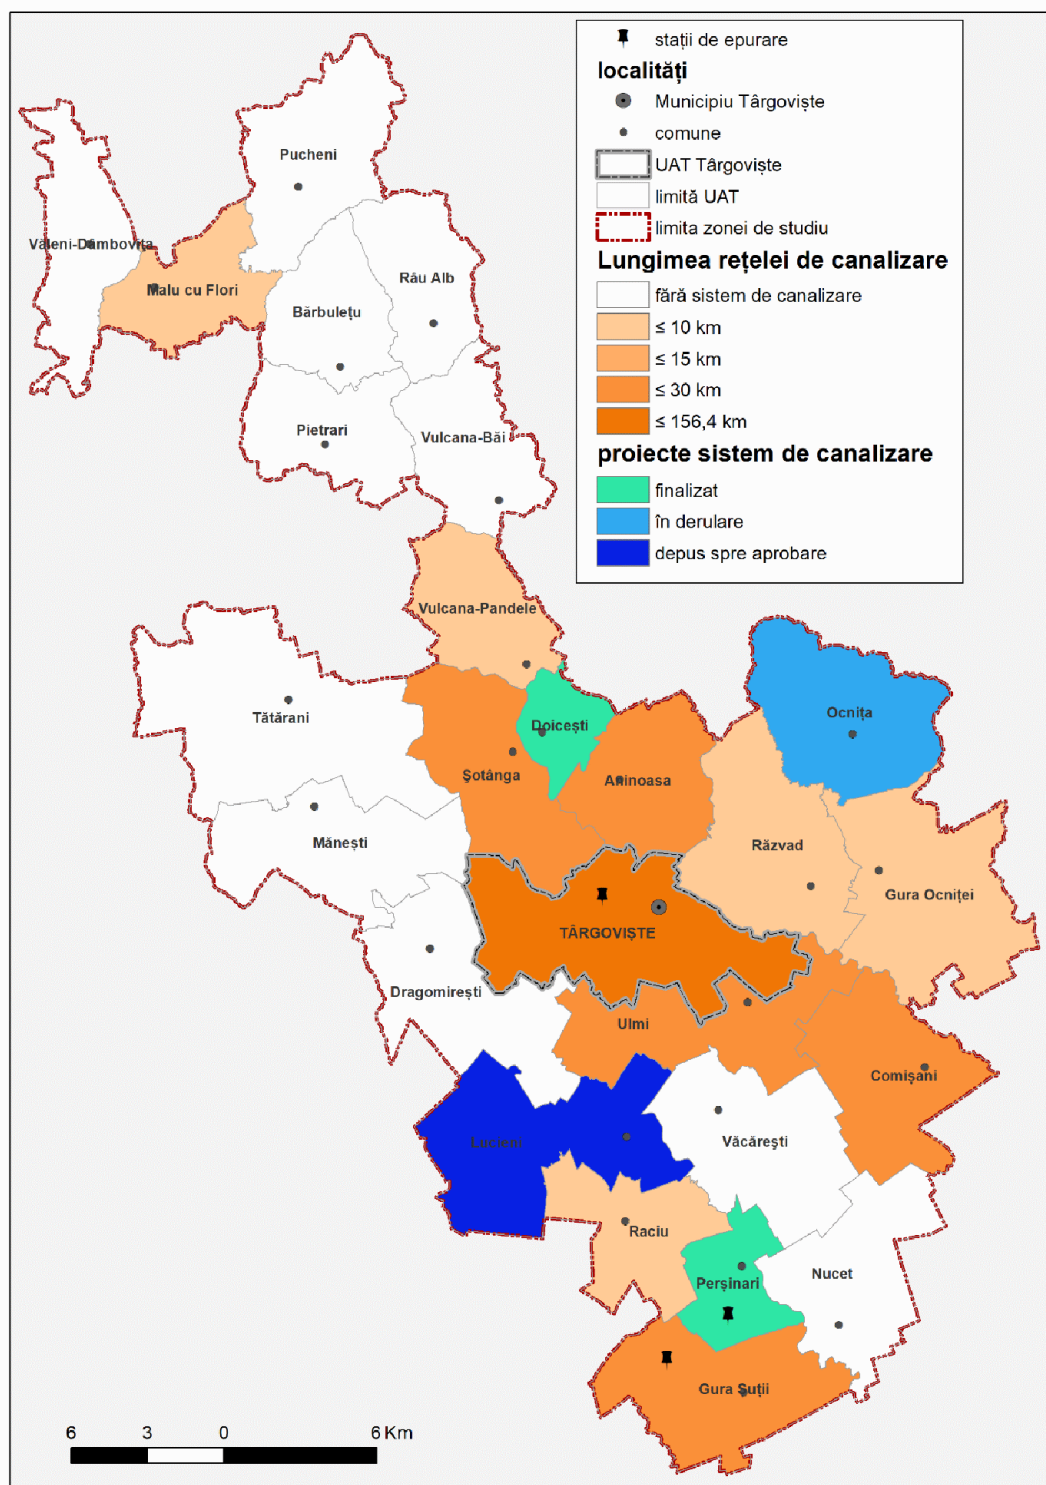 stații de epurare
localități
Municipiu Târgoviște
comune
UAT Târgoviște
limită UAT
limita zonei de studiu
Lungimea rețelei de canalizare
fără sistem de canalizare
≤ 10 km
≤ 15 km
≤ 30 km
≤ 156,4 km
proiecte sistem de canalizare
finalizat
în derulare
depus spre aprobare
Pucheni
Văleni-Dâmbovița
Malu cu Flori
Râu Alb
Bărbulețu
Pietrari
Vulcana-Băi
Vulcana-Pandele
Tătărani
Doicești
Ocnița
Șotânga
Aninoasa
Mănești
Răzvad
Gura Ocniței
TÂRGOVIȘTE
Dragomirești
Ulmi
Comișani
Lucieni
Văcărești
Raciu
Perșinari
Nucet
Gura Șuții
6 3 0 6 Km